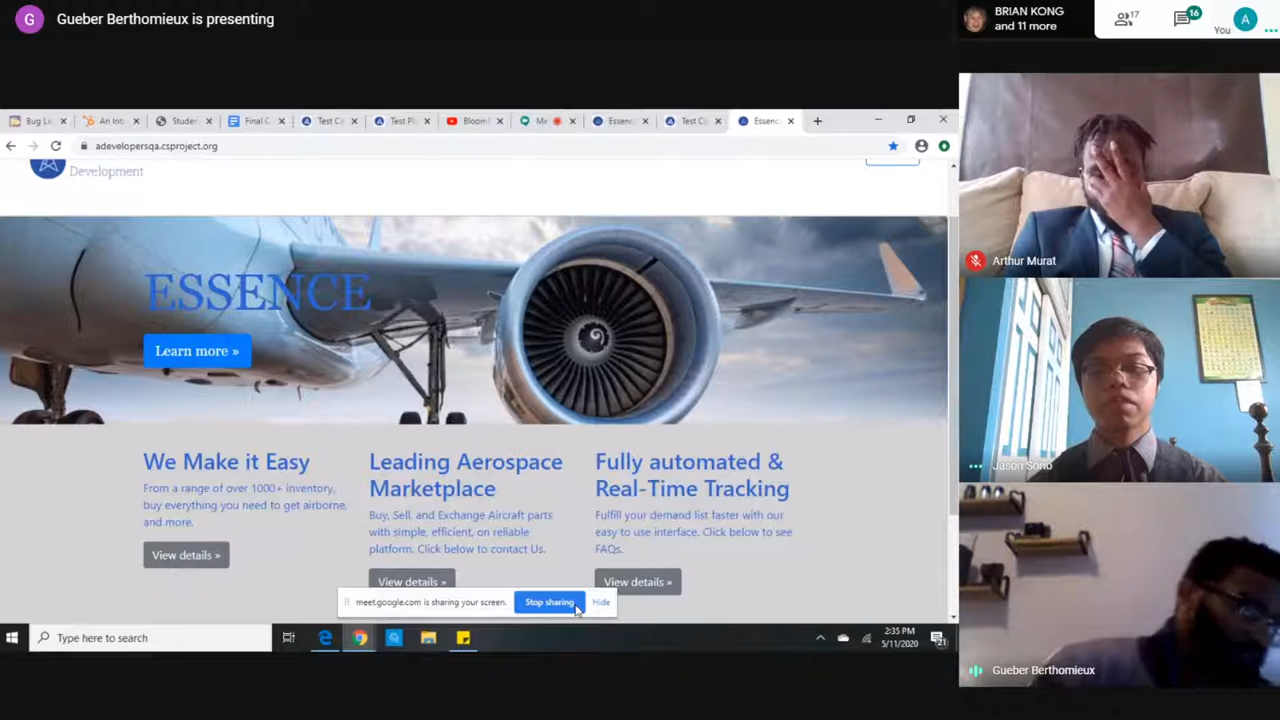 G
Gueber Berthomieux is presenting
BRIAN KONG
and 11 more
17
16
You
A
Bug Lis
An Int
Studen
Final C
Test Ca
Test Pl
Bloom
Me
Essenc
Test Ca
Essenc
adevelopersqa.csproject.org
Development
ESSENCE
Learn more »
We Make it Easy
From a range of over 1000+ inventory,
buy everything you need to get airborne,
and more.
View details »
Leading Aerospace
Marketplace
Buy, Sell, and Exchange Aircraft parts
with simple, efficient, on reliable
platform. Click below to contact Us.
View details »
Fully automated &
Real-Time Tracking
Fulfill your demand list faster with our
easy to use interface. Click below to see
FAQs.
View details »
meet.google.com is sharing your screen.
Stop sharing
Hide
Type here to search
2:35 PM
5/11/2020
21
Arthur Murat
Jason Sorio
Gueber Berthomieux